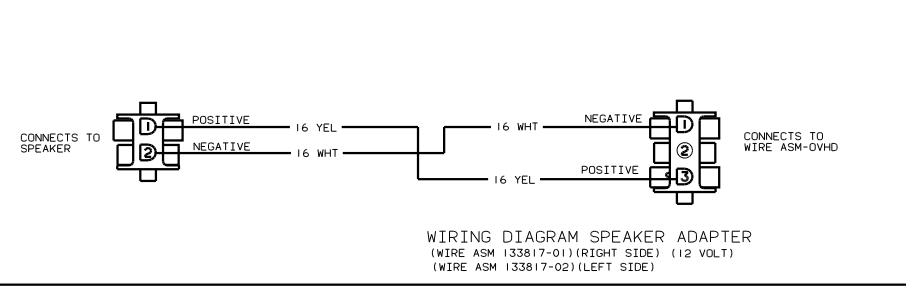 POSITIVE
16 YEL
16 WHT
NEGATIVE
1
1
CONNECTS TO
SPEAKER
CONNECTS TO
WIRE ASM-OVHD
2
NEGATIVE
16 WHT
2
16 YEL
POSITIVE
3
WIRING DIAGRAM SPEAKER ADAPTER
(WIRE ASM 133817-01)(RIGHT SIDE) (12 VOLT)
(WIRE ASM 133817-02)(LEFT SIDE)